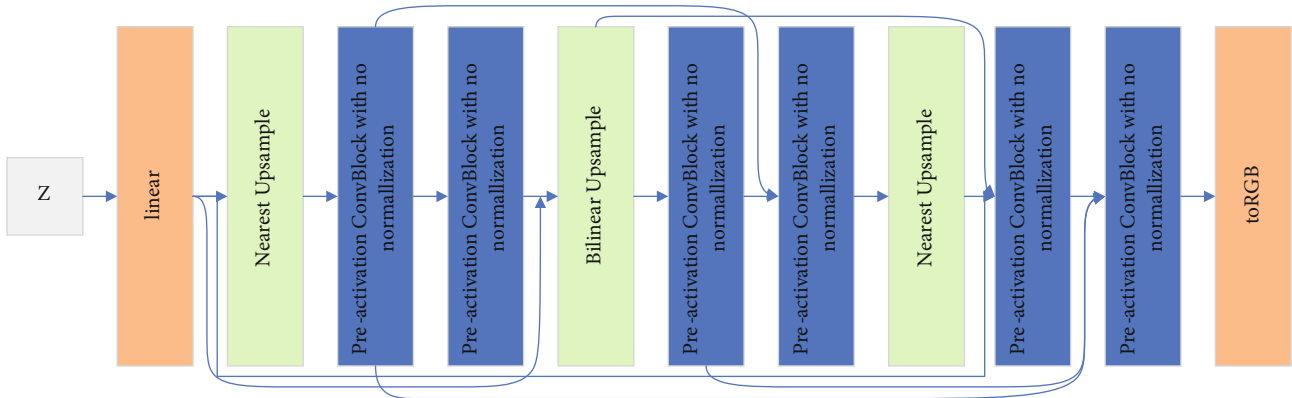 Z
linear
Nearest Upsample
Pre -activation ConvBlock with no
normallization
Pre -activation ConvBlock with no
normallization
Bilinear Upsample
Pre -activation ConvBlock with no
normallization
Pre -activation ConvBlock with no
normallization
Nearest Upsample
Pre -activation ConvBlock with no
normallization
Pre -activation ConvBlock with no
normallization
toRGB